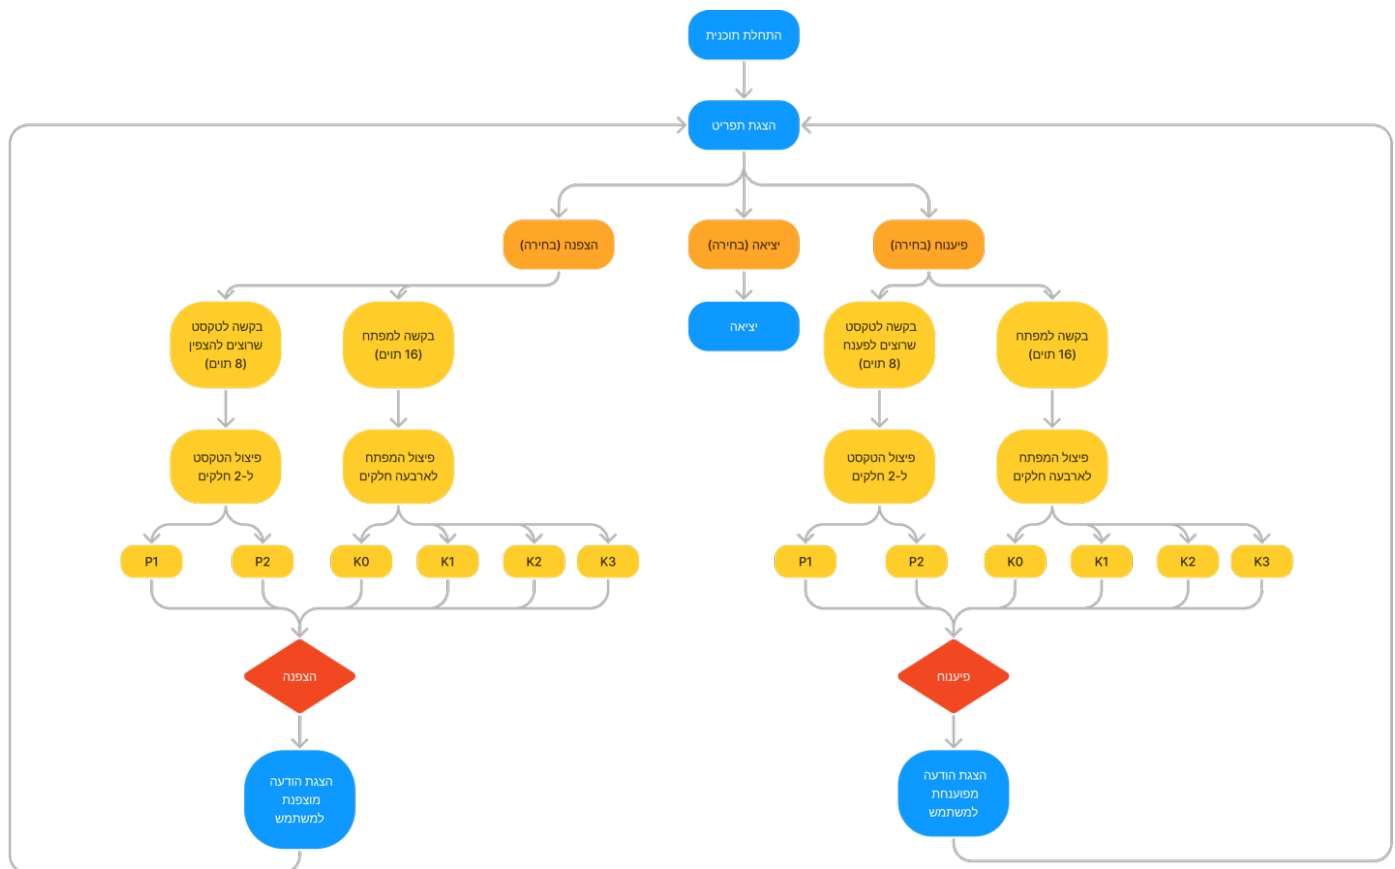 התחלת תוכנית
הצגת תפריט
הצפנה (בחירה)
יציאה (בחירה)
פיענוח (בחירה)
בקשה לטקסט
שרוצים להצפין
(8 תוים)
בקשה למפתח
(16 תוים)
יציאה
בקשה לטקסט
שרוצים לפענח
(8 תוים)
בקשה למפתח
(16 תוים)
פיצול הטקסט
ל-2 חלקים
פיצול המפתח
לארבעה חלקים
פיצול הטקסט
ל-2 חלקים
פיצול המפתח
לארבעה חלקים
P1
P2
K0
K1
K2
K3
P1
P2
K0
K1
K2
K3
הצפנה
פיענוח
הצגת הודעה
מוצפנת
למשתמש
הצגת הודעה
מפוענחת
למשתמש